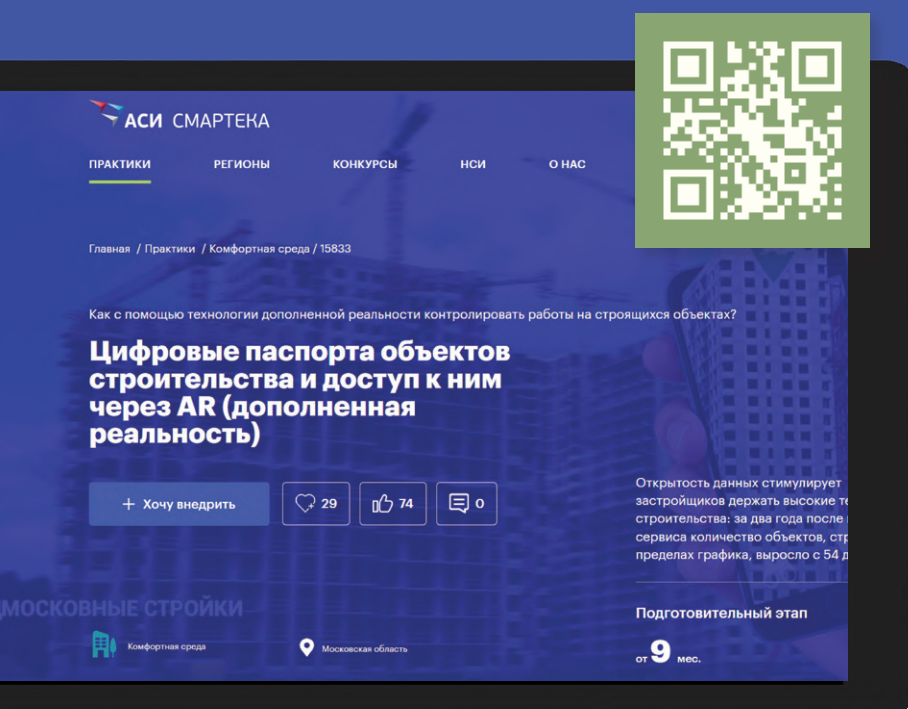 АСИ СМАРТЕКА
ПРАКТИКИ РЕГИОНЫ КОНКУРСЫ НСИ О НАС
Главная / Практики / Комфортная среда / 15833
Как с помощью технологии дополненной реальности контролировать работы на строящихся объектах?
Цифровые паспорта объектов
строительства и доступ к ним
через AR (дополненная
реальность)
+ Хочу внедрить 29 74 0
Открытость данных стимулирует
застройщиков держать высокие те
строительства: за два года после
сервиса количество объектов, стр
пределах графика, выросло с 54 д
МОСКОВНЫЕ СТРОЙКИ
Подготовительный этап
Комфортная среда Московская область
от 9 мес.